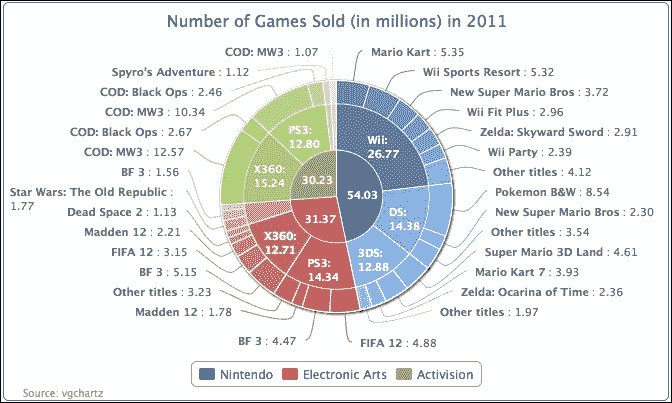 Number of Games Sold (in millions) in 2011
COD: MW3 : 1.07
Spyro's Adventure : 1.12
COD: Black Ops : 2.46
COD: MW3 : 10.34
COD: Black Ops : 2.67
COD: MW3 : 12.57
BF 3 : 1.56
Star Wars: The Old Republic :
1.77
Dead Space 2 : 1.13
Madden 12 : 2.21
FIFA 12 : 3.15
BF 3 : 5.15
Other titles : 3.23
Madden 12 : 1.78
BF 3 : 4.47
FIFA 12 : 4.88
Mario Kart : 5.35
Wii Sports Resort : 5.32
New Super Mario Bros : 3.72
Wii Fit Plus : 2.96
Zelda: Skyward Sword : 2.91
Wii Party : 2.39
Other titles : 4.12
Pokemon B&W : 8.54
New Super Mario Bros : 2.30
Other titles : 3.54
Super Mario 3D Land : 4.61
Mario Kart 7 : 3.93
Zelda: Ocarina of Time : 2.36
Other titles : 1.97
PS3:
12.80
X360:
15.24
30.23
Wii:
26.77
54.03
DS:
14.38
3DS:
12.88
31.37
X360:
12.71
PS3:
14.34
Nintendo
Electronic Arts
Activision
Source: vgchartz